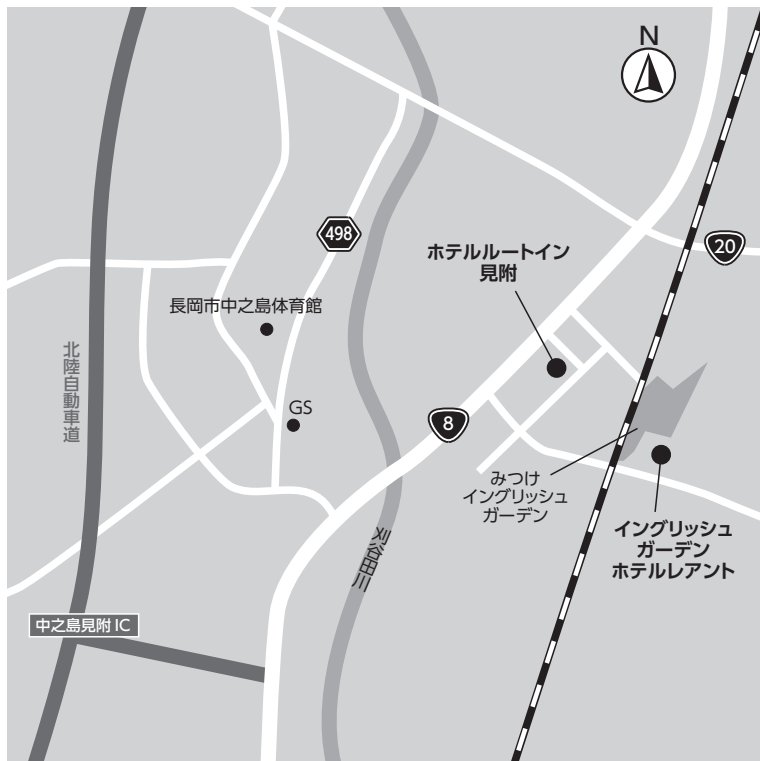 N
498
ホテルルートイン
見附
20
長岡市中之島体育館
北陸自動車道
GS
8
みつけ
イングリッシュ
ガーデン
イングリッシュ
ガーデン
ホテルレアント
刈谷田川
中之島見附 IC